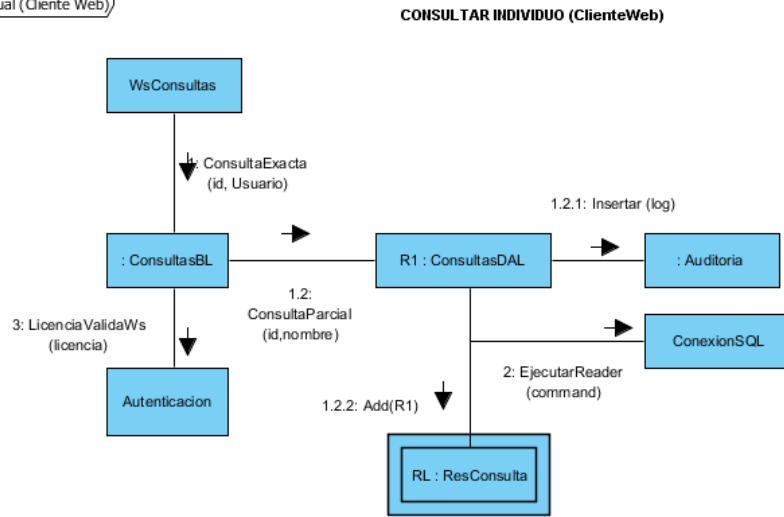 (Cliente Web)
CONSULTAR INDIVIDUO (ClienteWeb)
WsConsultas
1: ConsultaExacta
(id, Usuario)
1.2.1: Insertar (log)
: ConsultasBL
R1 : ConsultasDAL
: Auditoria
1.2:
ConsultaParcial
(id,nombre)
3: LicenciaValidaWs
(licencia)
ConexionSQL
2: EjecutarReader
(command)
Autenticacion
1.2.2: Add(R1)
RL : ResConsulta